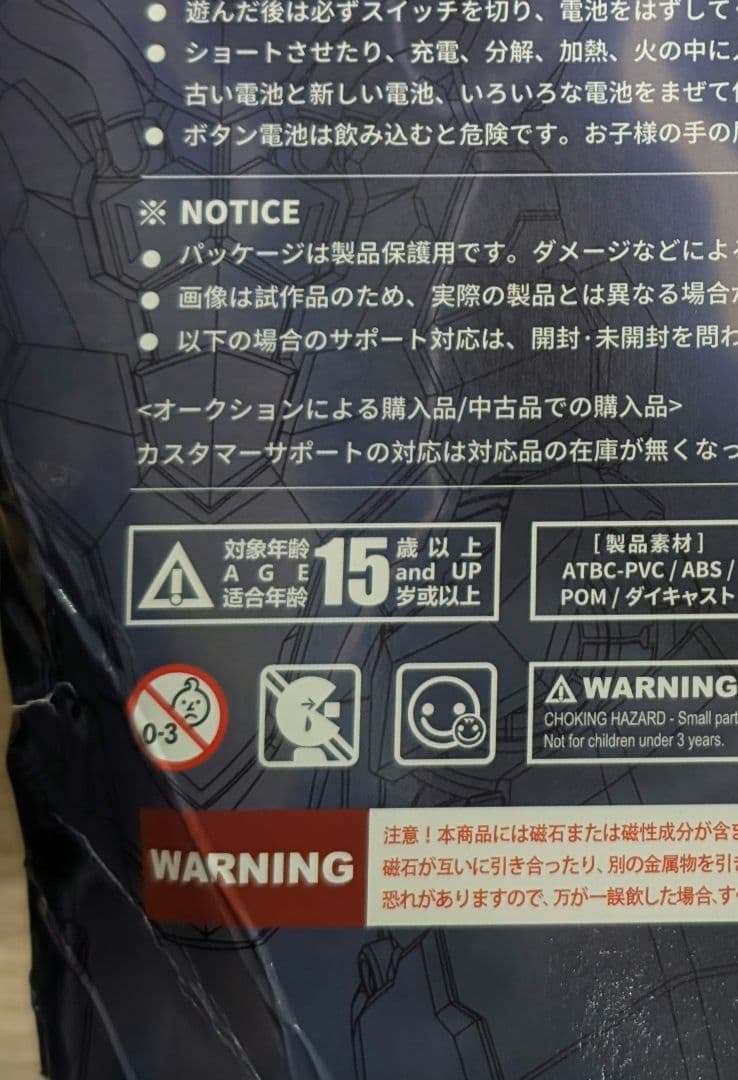 ● 遊んだ後は必ずスイッチを切り、電池をはずして
● ショートさせたり、充電、分解、加熱、火の中に
古い電池と新しい電池、いろいろな電池をまぜて
● ボタン電池は飲み込むと危険です。お子様の手の
※ NOTICE
● パッケージは製品保護用です。ダメージなどによ
● 画像は試作品のため、実際の製品とは異なる場合
● 以下の場合のサポート対応は、開封·未開封を問わ
<オークションによる購入品/中古品での購入品>
カスタマーサポートの対応は対応品の在庫が無くなっ
対象年齢 15 歳以上
AGE and UP
适合年龄 岁或以上
[製品素材]
ATBC-PVC / ABS /
POM / ダイキャスト
0-3
WARNING
CHOKING HAZARD - Small part
Not for children under 3 years.
WARNING
注意！本商品には磁石または磁性成分が含
磁石が互いに引き合ったり、別の金属物を引
恐れがありますので、万が一誤飲した場合、す